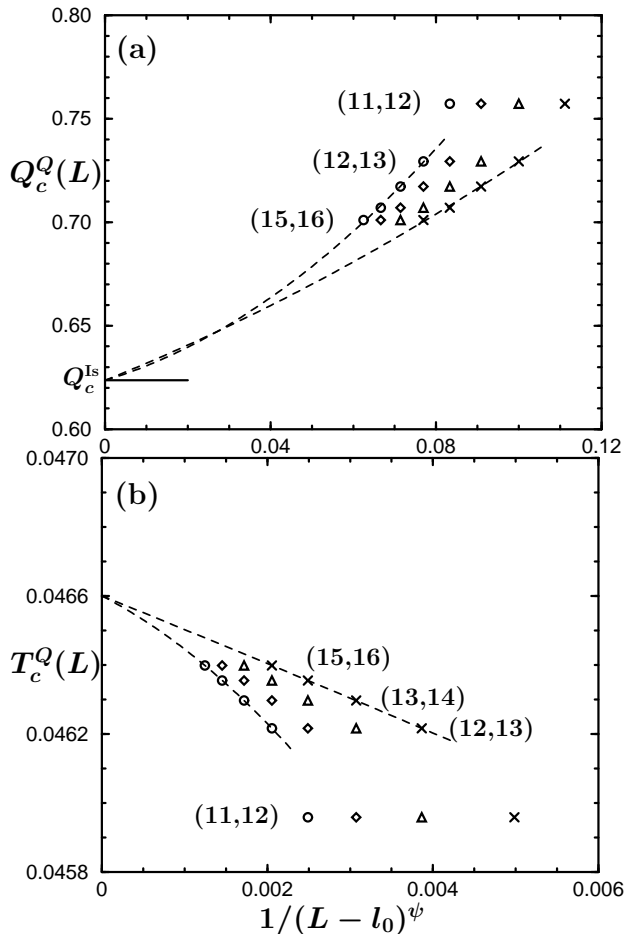 0.80
(a)
0.75
(11,12)
Q_c^Q(L)
(12,13)
0.70
(15,16)
0.65
Q_c^Is
0.60
0 0.04 0.08 0.12
0.0470
(b)
0.0466
T_c^Q(L)
(15,16)
(13,14)
0.0462
(12,13)
(11,12)
0.0458
0 0.002 0.004 0.006
1/(L − l_0)^ψ